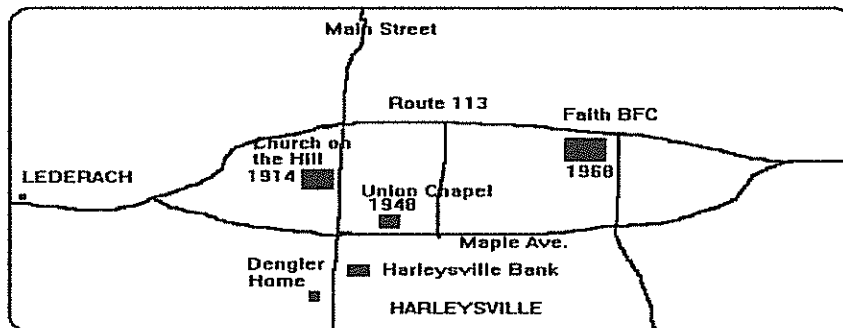 Main Street
Route 113
Faith BFC
Church on
the Hill
1914
LEDERACH
Union Chapel
1948
1968
Maple Ave.
Dengler
Home
Harleysville Bank
HARLEYSVILLE